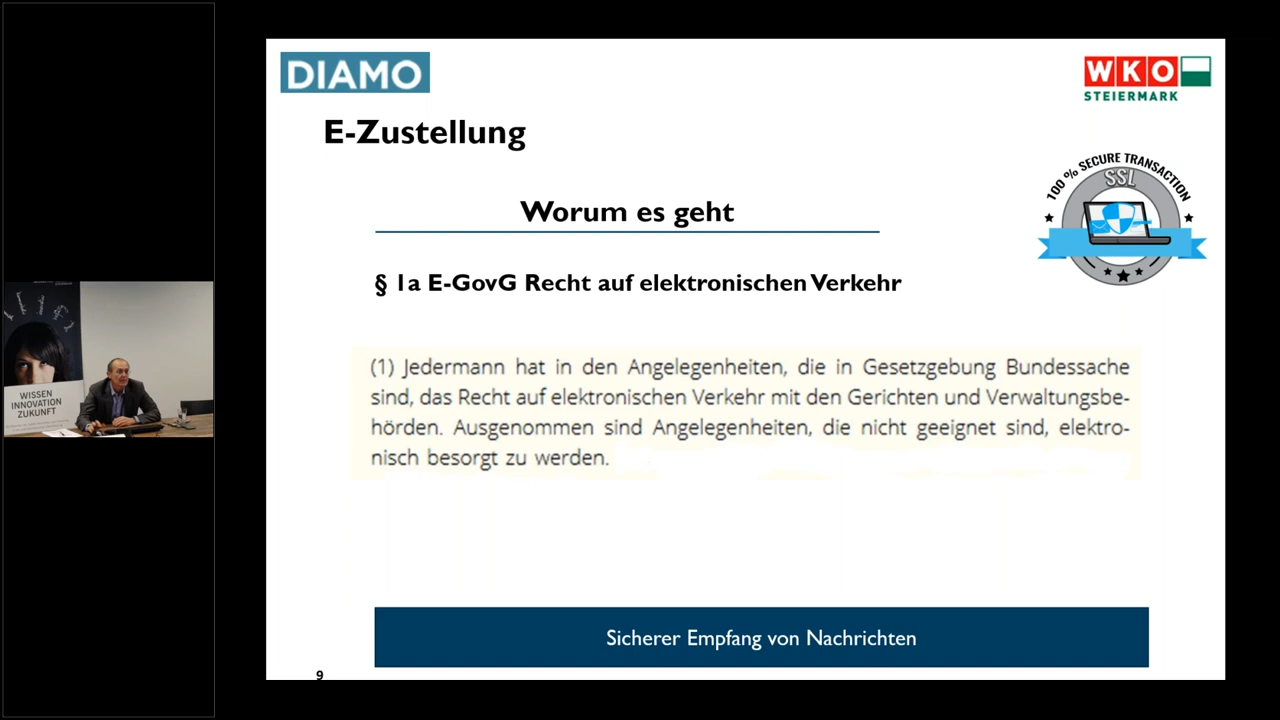 DIAMO
WKO
STEIERMARK
E-Zustellung
100 % SECURE TRANSACTION
SSL
Worum es geht
§ 1a E-GovG Recht auf elektronischen Verkehr
(1) Jedermann hat in den Angelegenheiten, die in Gesetzgebung Bundessache
sind, das Recht auf elektronischen Verkehr mit den Gerichten und Verwaltungsbe-
hörden. Ausgenommen sind Angelegenheiten, die nicht geeignet sind, elektro-
nisch besorgt zu werden.
WISSEN
INNOVATION
ZUKUNFT
Sicherer Empfang von Nachrichten
9